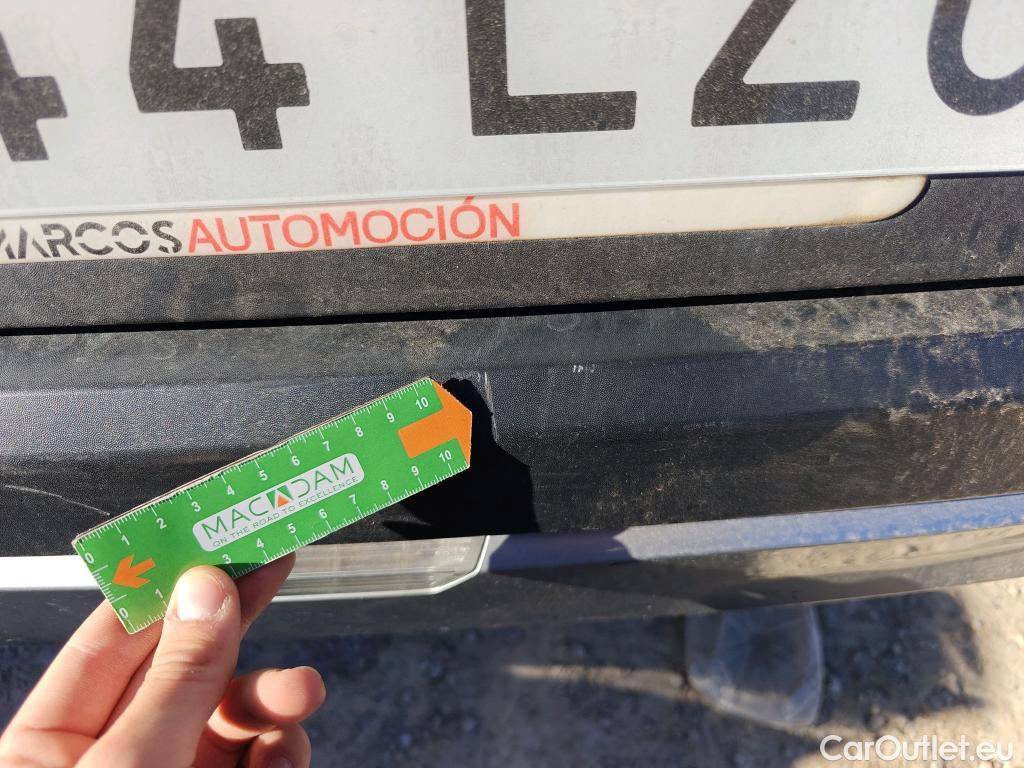 44 LZ
MARCOS AUTOMOCIÓN
0 1 2 3 4 5 6 7 8 9 10
MACADAM
ON THE ROAD TO EXCELLENCE
0 1 3 4 5 6 7 8 9 10
CarOutlet.eu